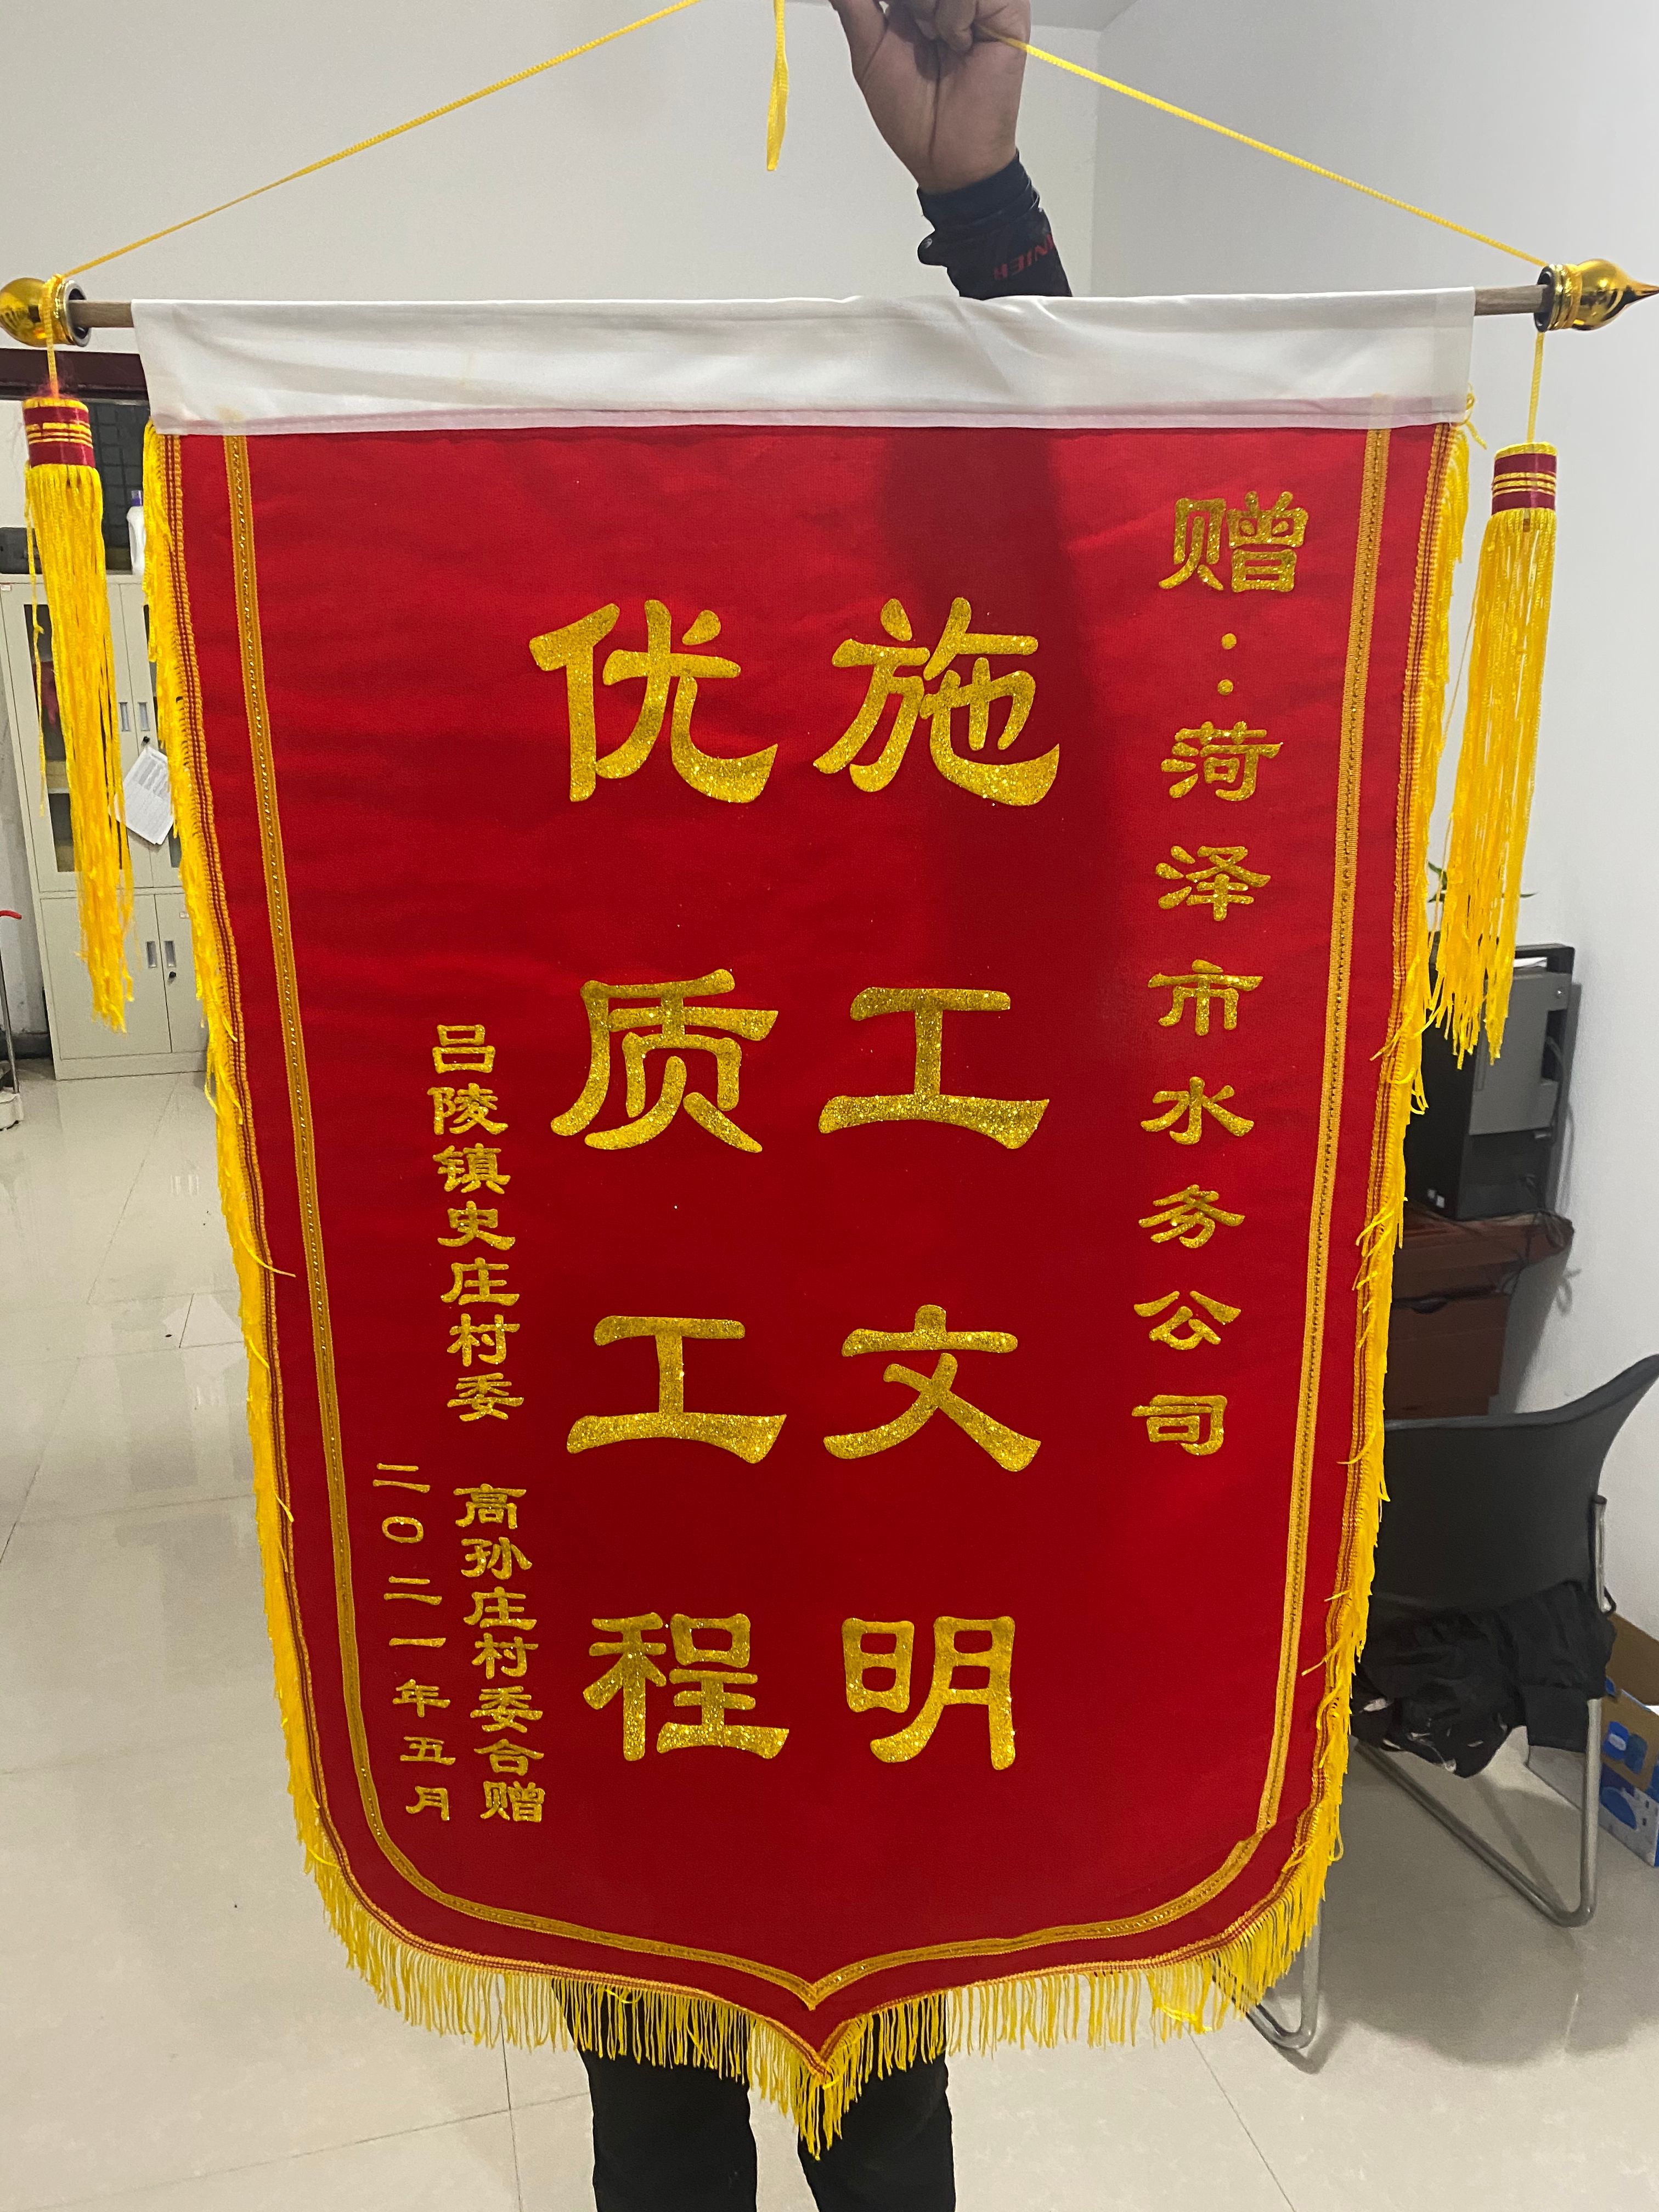 赠：菏泽市水务公司
施工文明
优质工程
吕陵镇史庄村委
高孙庄村委合赠
二〇二一年五月